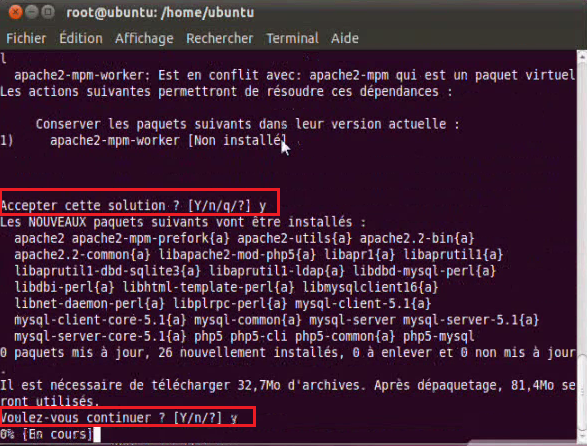 root@ubuntu: /home/ubuntu
Fichier Édition Affichage Rechercher Terminal Aide
l
apache2-mpm-worker: Est en conflit avec: apache2-mpm qui est un paquet virtuel
Les actions suivantes permettront de résoudre ces dépendances :
Conserver les paquets suivants dans leur version actuelle :
1) apache2-mpm-worker [Non installé]
Accepter cette solution ? [Y/n/q/?] y
Les NOUVEAUX paquets suivants vont être installés :
apache2 apache2-mpm-prefork{a} apache2-utils{a} apache2.2-bin{a}
apache2.2-common{a} libapache2-mod-php5{a} libapr1{a} libaprutil1{a}
libaprutil1-dbd-sqlite3{a} libaprutil1-ldap{a} libdbd-mysql-perl{a}
libdbi-perl{a} libhtml-template-perl{a} libmysqlclient16{a}
libnet-daemon-perl{a} libplrpc-perl{a} mysql-client-5.1{a}
mysql-client-core-5.1{a} mysql-common{a} mysql-server mysql-server-5.1{a}
mysql-server-core-5.1{a} php5 php5-cli php5-common{a} php5-mysql
0 paquets mis à jour, 26 nouvellement installés, 0 à enlever et 0 non mis à jour
.
Il est nécessaire de télécharger 32,7Mo d'archives. Après dépaquetage, 81,4Mo se
ront utilisés.
Voulez-vous continuer ? [Y/n/?] y
0% [En cours]